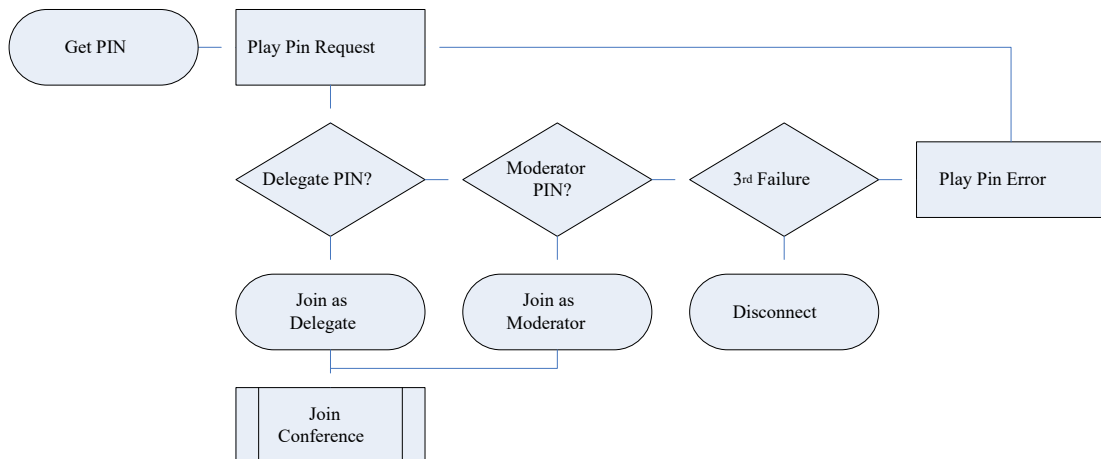 Get PIN
Play Pin Request
Delegate PIN?
Moderator
PIN?
3rd Failure
Play Pin Error
Join as
Delegate
Join as
Moderator
Disconnect
Join
Conference